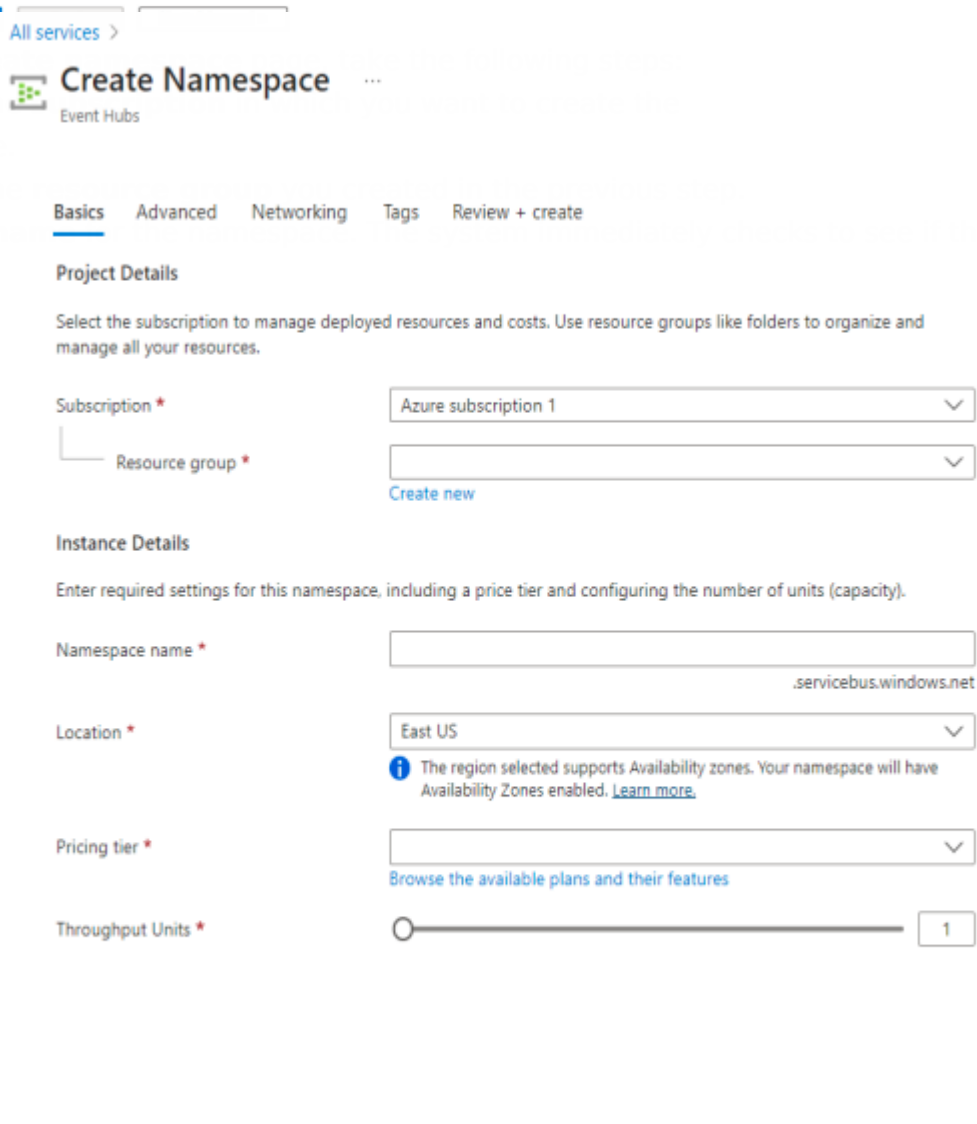 All services >
Create Namespace ...
Event Hubs
Basics Advanced Networking Tags Review + create
Project Details
Select the subscription to manage deployed resources and costs. Use resource groups like folders to organize and
manage all your resources.
Subscription * Azure subscription 1
Resource group *
Create new
Instance Details
Enter required settings for this namespace, including a price tier and configuring the number of units (capacity).
Namespace name *
.servicebus.windows.net
Location * East US
The region selected supports Availability zones. Your namespace will have
Availability Zones enabled. Learn more.
Pricing tier *
Browse the available plans and their features
Throughput Units * 1